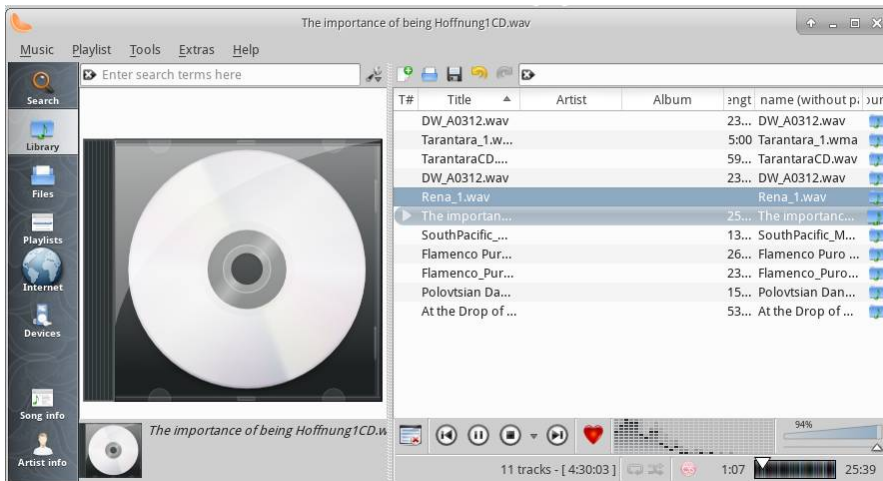 The importance of being Hoffnung1CD.wav
Music Playlist Tools Extras Help
Search
Library
Files
Playlists
Internet
Devices
Song info
Artist info
Enter search terms here
The importance of being Hoffnung1CD.w
T# Title Artist Album engt name (without pa our
DW_A0312.wav 23... DW_A0312.wav
Tarantara_1.w... 5:00 Tarantara_1.wma
TarantaraCD.... 59... TarantaraCD.wav
DW_A0312.wav 23... DW_A0312.wav
Rena_1.wav Rena_1.wav
The importan... 25... The importanc...
SouthPacific_... 13... SouthPacific_M...
Flamenco Pur... 26... Flamenco Puro ...
Flamenco_Pur... 23... Flamenco_Puro...
Polovtsian Da... 15... Polovtsian Dan...
At the Drop of ... 53... At the Drop of ...
94%
11 tracks - [ 4:30:03 ] 1:07 25:39